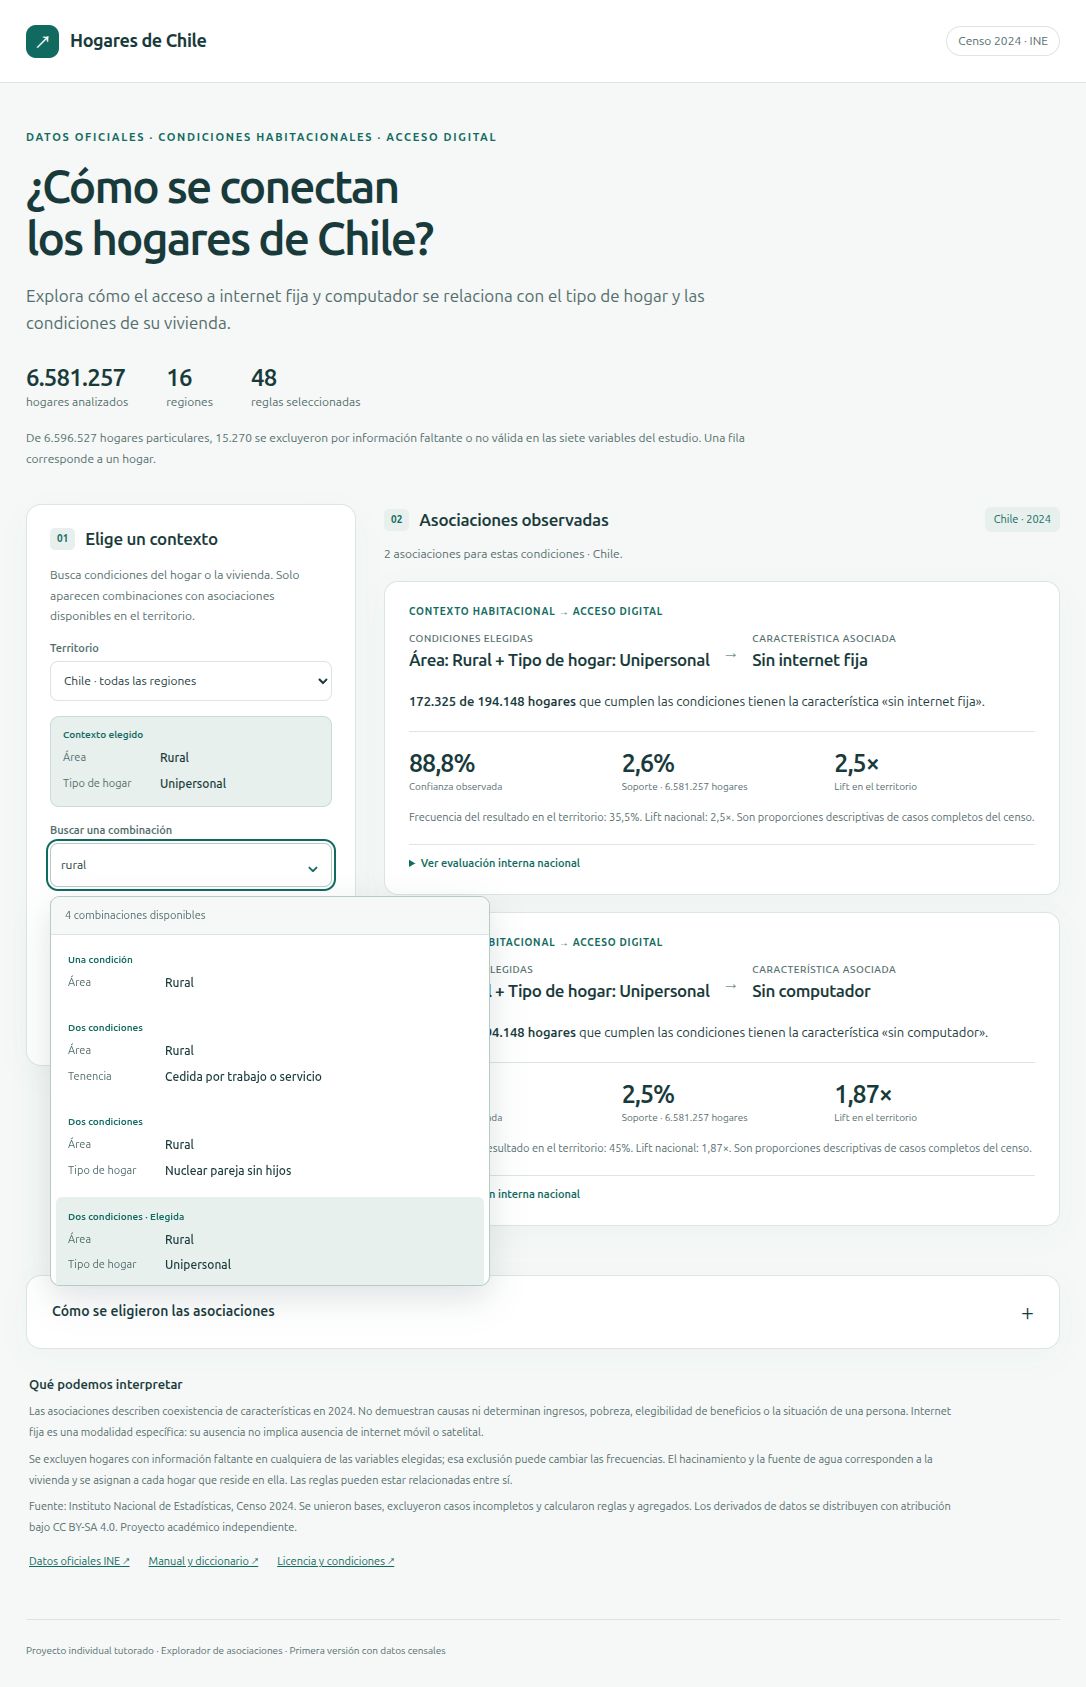 Hogares de Chile
Censo 2024 · INE
DATOS OFICIALES · CONDICIONES HABITACIONALES · ACCESO DIGITAL
¿Cómo se conectan
los hogares de Chile?
Explora cómo el acceso a internet fija y computador se relaciona con el tipo de hogar y las
condiciones de su vivienda.
6.581.257
hogares analizados
16
regiones
48
reglas seleccionadas
De 6.596.527 hogares particulares, 15.270 se excluyeron por información faltante o no válida en las siete variables del estudio. Una fila
corresponde a un hogar.
01 Elige un contexto
Busca condiciones del hogar o la vivienda. Solo
aparecen combinaciones con asociaciones
disponibles en el territorio.
Territorio
Chile · todas las regiones
Contexto elegido
Área Rural
Tipo de hogar Unipersonal
Buscar una combinación
rural
4 combinaciones disponibles
Una condición
Área Rural
Dos condiciones
Área Rural
Tenencia Cedida por trabajo o servicio
Dos condiciones
Área Rural
Tipo de hogar Nuclear pareja sin hijos
Dos condiciones · Elegida
Área Rural
Tipo de hogar Unipersonal
02 Asociaciones observadas
Chile · 2024
2 asociaciones para estas condiciones · Chile.
CONTEXTO HABITACIONAL → ACCESO DIGITAL
CONDICIONES ELEGIDAS
Área: Rural + Tipo de hogar: Unipersonal →
CARACTERÍSTICA ASOCIADA
Sin internet fija
172.325 de 194.148 hogares que cumplen las condiciones tienen la característica «sin internet fija».
88,8%
Confianza observada
2,6%
Soporte · 6.581.257 hogares
2,5×
Lift en el territorio
Frecuencia del resultado en el territorio: 35,5%. Lift nacional: 2,5×. Son proporciones descriptivas de casos completos del censo.
Ver evaluación interna nacional
BITACIONAL → ACCESO DIGITAL
LEGIDAS
l + Tipo de hogar: Unipersonal →
CARACTERÍSTICA ASOCIADA
Sin computador
94.148 hogares que cumplen las condiciones tienen la característica «sin computador».
da
2,5%
Soporte · 6.581.257 hogares
1,87×
Lift en el territorio
esultado en el territorio: 45%. Lift nacional: 1,87×. Son proporciones descriptivas de casos completos del censo.
n interna nacional
Cómo se eligieron las asociaciones +
Qué podemos interpretar
Las asociaciones describen coexistencia de características en 2024. No demuestran causas ni determinan ingresos, pobreza, elegibilidad de beneficios o la situación de una persona. Internet
fija es una modalidad específica: su ausencia no implica ausencia de internet móvil o satelital.
Se excluyen hogares con información faltante en cualquiera de las variables elegidas; esa exclusión puede cambiar las frecuencias. El hacinamiento y la fuente de agua corresponden a la
vivienda y se asignan a cada hogar que reside en ella. Las reglas pueden estar relacionadas entre sí.
Fuente: Instituto Nacional de Estadísticas, Censo 2024. Se unieron bases, excluyeron casos incompletos y calcularon reglas y agregados. Los derivados de datos se distribuyen con atribución
bajo CC BY-SA 4.0. Proyecto académico independiente.
Datos oficiales INE ↗ Manual y diccionario ↗ Licencia y condiciones ↗
Proyecto individual tutorado · Explorador de asociaciones · Primera versión con datos censales